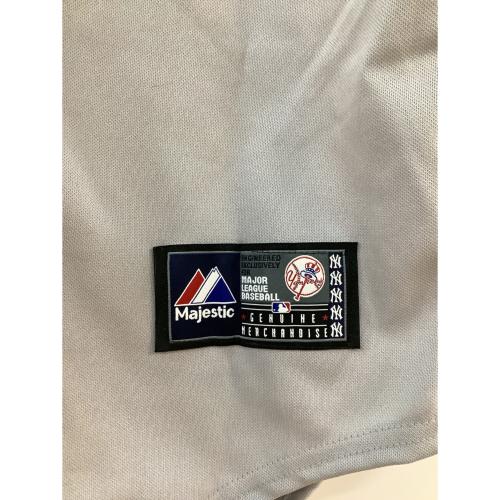 Majestic
ENGINEERED
EXCLUSIVELY
FOR
MAJOR
LEAGUE
BASEBALL
Yankees
GENUINE
MERCHANDISE
NY
NY
NY
NY
NY